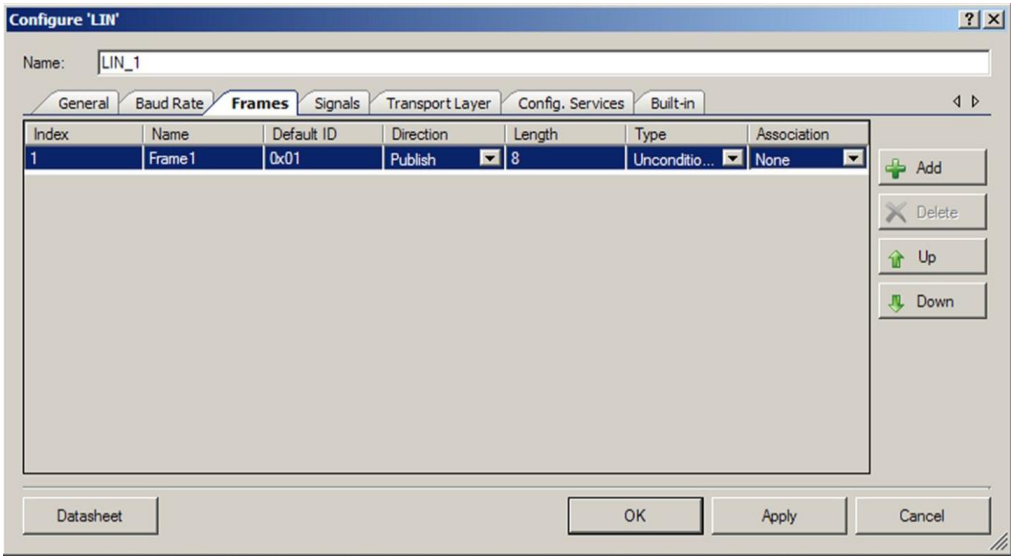 Configure 'LIN'
Name: LIN_1
General Baud Rate Frames Signals Transport Layer Config. Services Built-in
Index Name Default ID Direction Length Type Association
1 Frame1 0x01 Publish 8 Unconditio... None
Add
Delete
Up
Down
Datasheet OK Apply Cancel